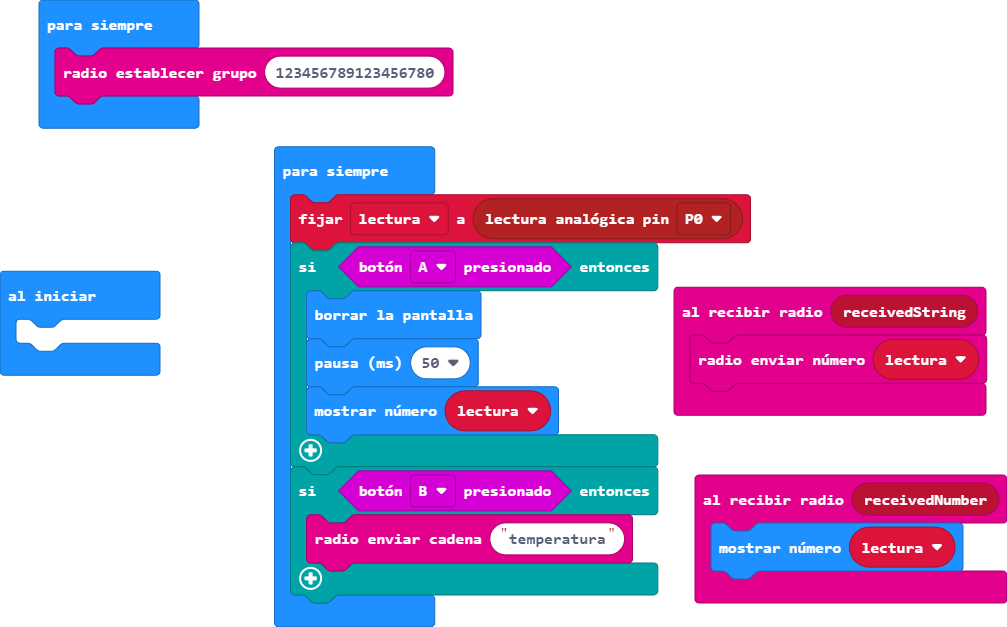 para siempre
radio establecer grupo 123456789123456780
para siempre
fijar lectura a lectura analógica pin P0
si botón A presionado entonces
borrar la pantalla
pausa (ms) 50
mostrar número lectura
si botón B presionado entonces
radio enviar cadena "temperatura"
al iniciar
al recibir radio receivedString
radio enviar número lectura
al recibir radio receivedNumber
mostrar número lectura